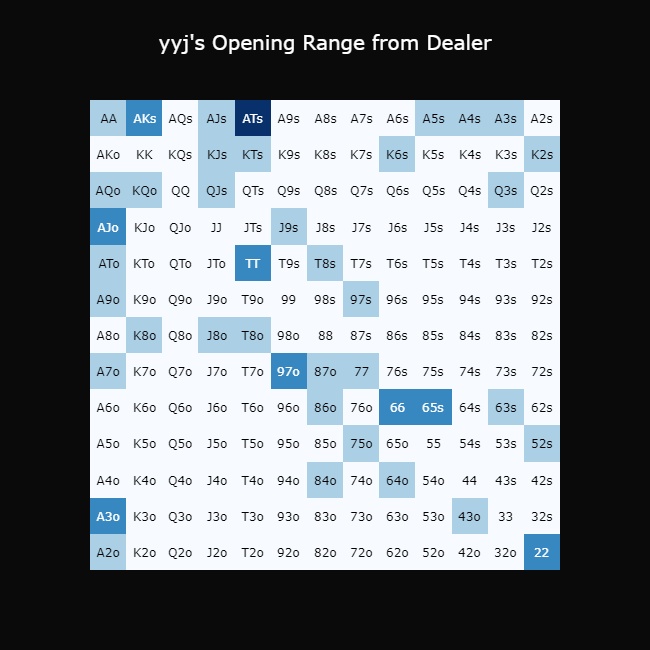 yyj's Opening Range from Dealer
AA AKs AQs AJs ATs A9s A8s A7s A6s A5s A4s A3s A2s
AKo KK KQs KJs KTs K9s K8s K7s K6s K5s K4s K3s K2s
AQo KQo QQ QJs QTs Q9s Q8s Q7s Q6s Q5s Q4s Q3s Q2s
AJo KJo QJo JJ JTs J9s J8s J7s J6s J5s J4s J3s J2s
ATo KTo QTo JTo TT T9s T8s T7s T6s T5s T4s T3s T2s
A9o K9o Q9o J9o T9o 99 98s 97s 96s 95s 94s 93s 92s
A8o K8o Q8o J8o T8o 98o 88 87s 86s 85s 84s 83s 82s
A7o K7o Q7o J7o T7o 97o 87o 77 76s 75s 74s 73s 72s
A6o K6o Q6o J6o T6o 96o 86o 76o 66 65s 64s 63s 62s
A5o K5o Q5o J5o T5o 95o 85o 75o 65o 55 54s 53s 52s
A4o K4o Q4o J4o T4o 94o 84o 74o 64o 54o 44 43s 42s
A3o K3o Q3o J3o T3o 93o 83o 73o 63o 53o 43o 33 32s
A2o K2o Q2o J2o T2o 92o 82o 72o 62o 52o 42o 32o 22